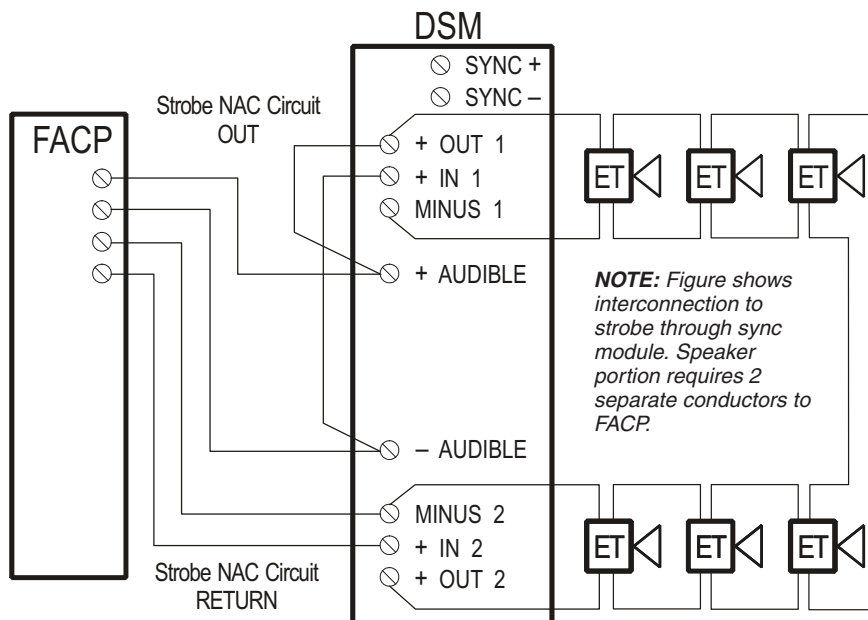 DSM
SYNC +
SYNC –
Strobe NAC Circuit
OUT
FACP
+ OUT 1
+ IN 1
MINUS 1
ET
ET
ET
+ AUDIBLE
NOTE: Figure shows
interconnection to
strobe through sync
module. Speaker
portion requires 2
separate conductors to
FACP.
– AUDIBLE
MINUS 2
+ IN 2
+ OUT 2
ET
ET
ET
Strobe NAC Circuit
RETURN